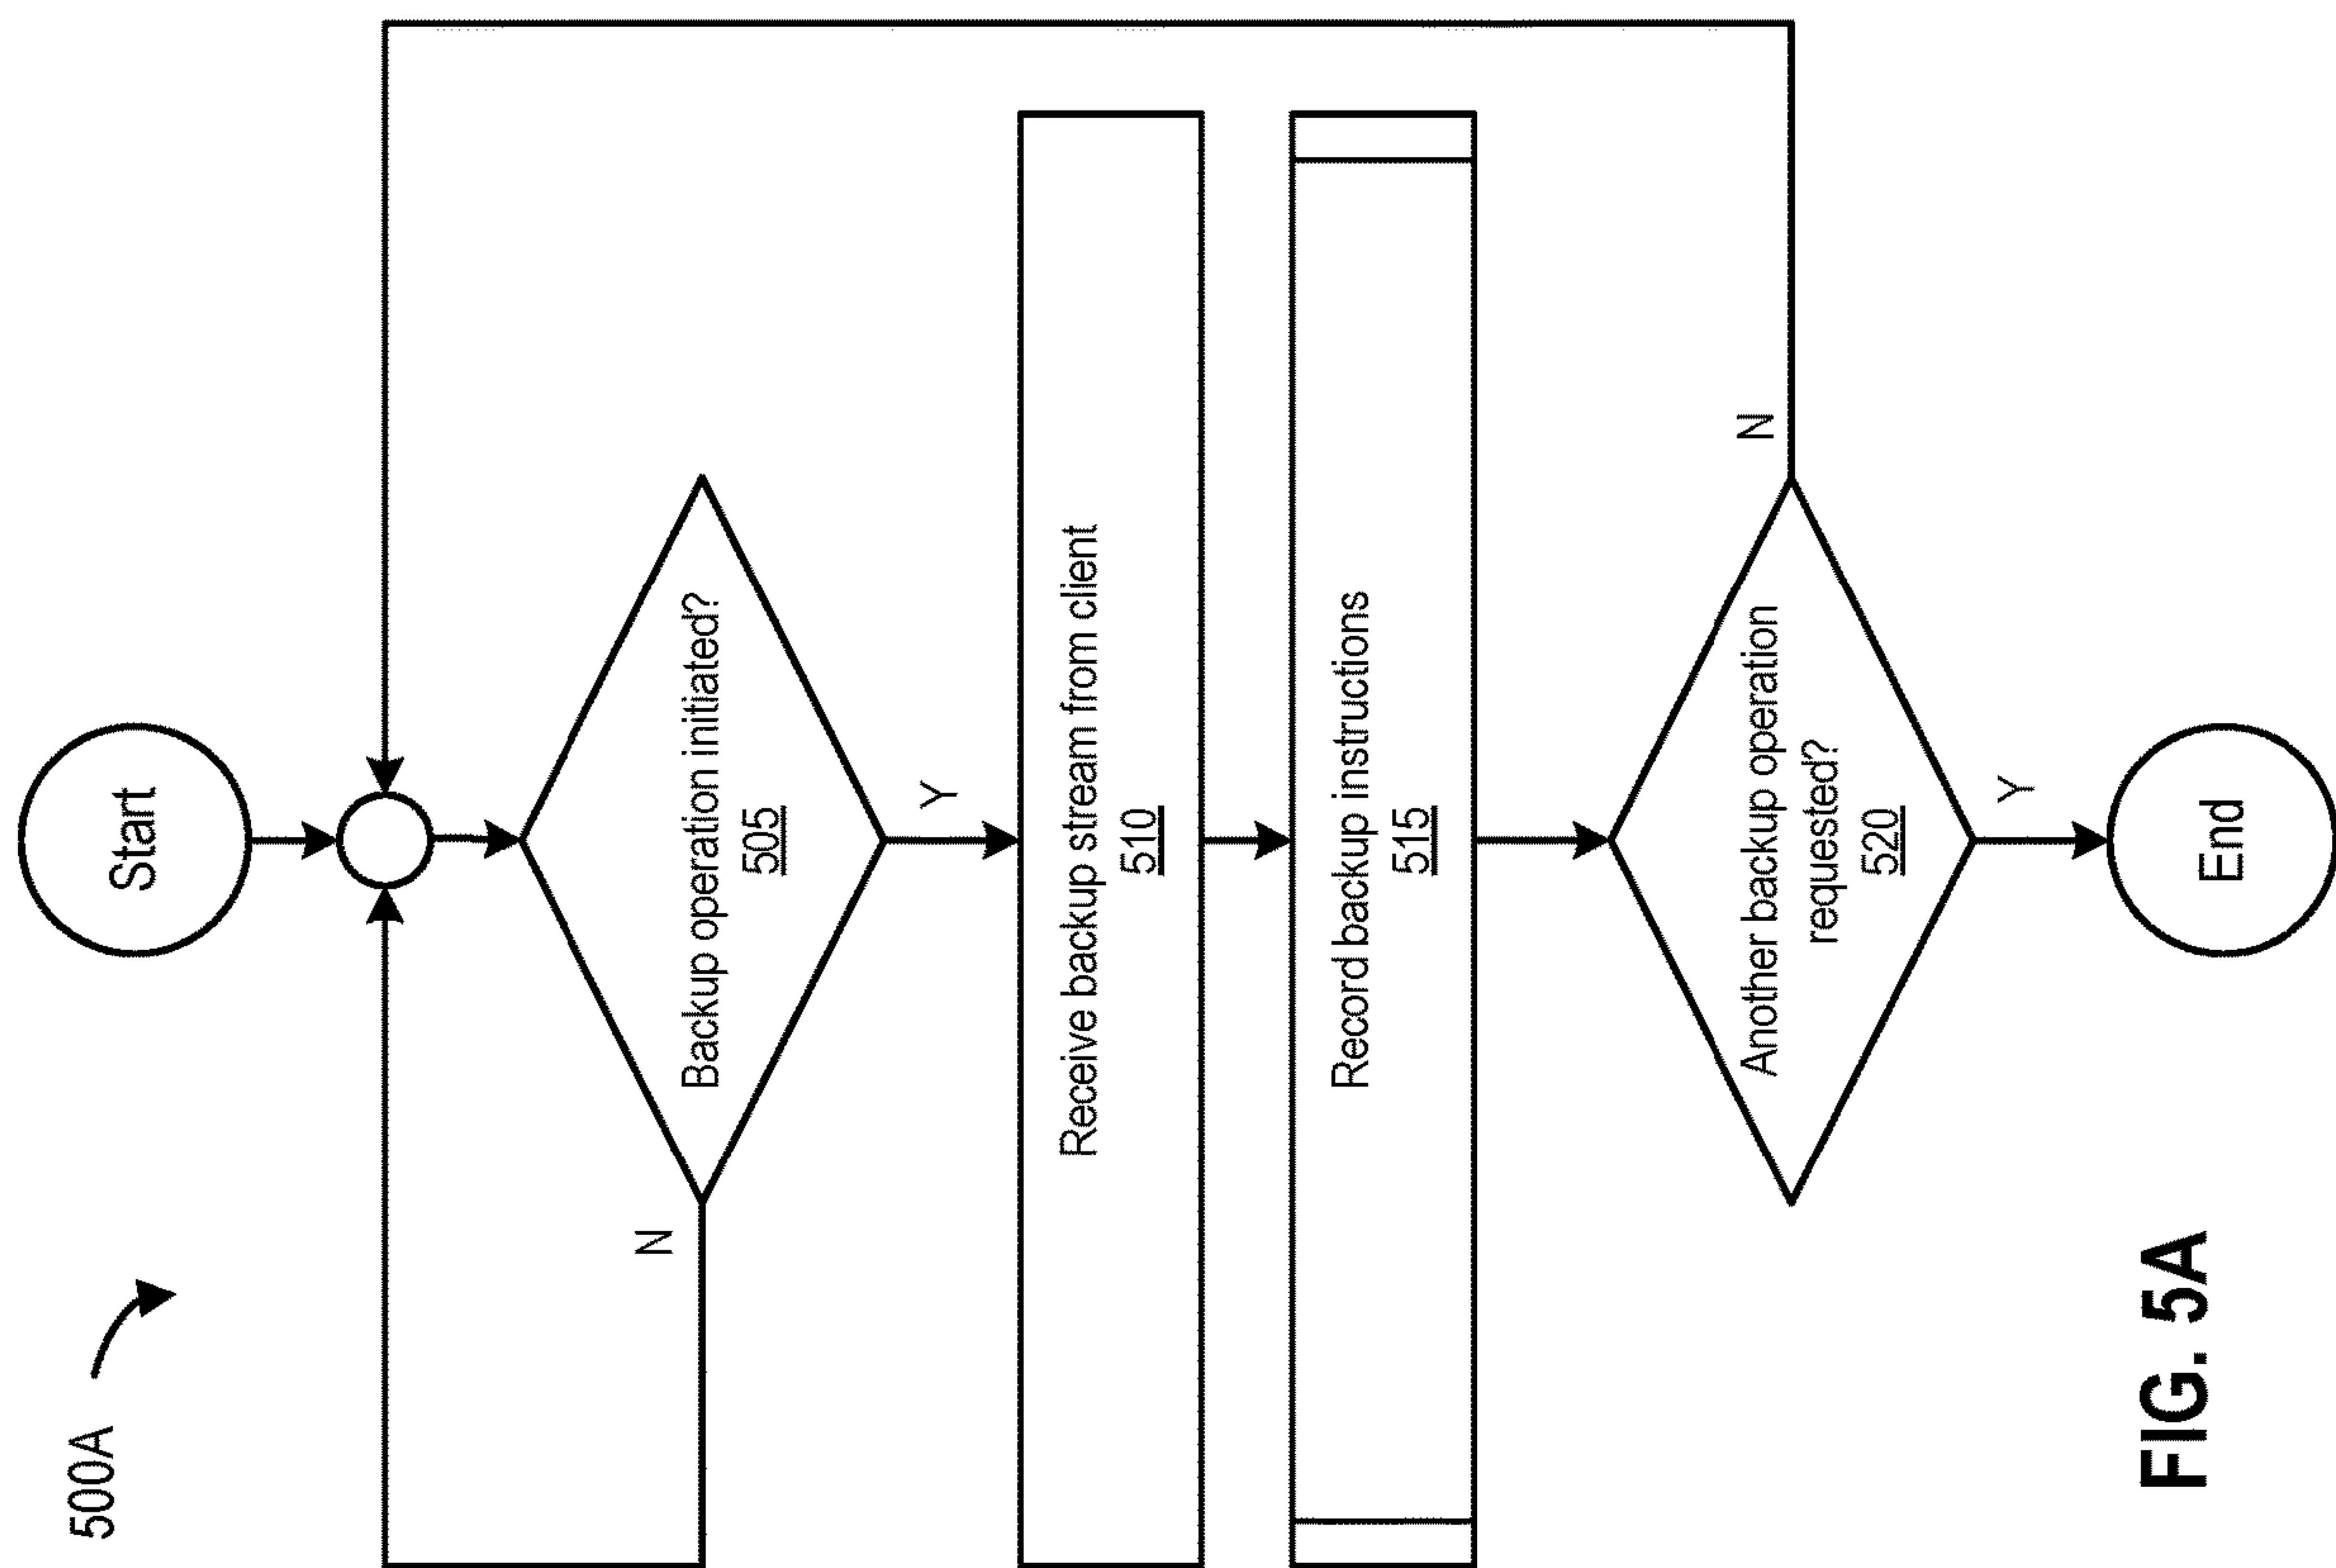 500A
Start
Backup operation initiated?
505
N
Y
Receive backup stream from client
510
Record backup instructions
515
Another backup operation
requested?
520
N
Y
End
FIG. 5A